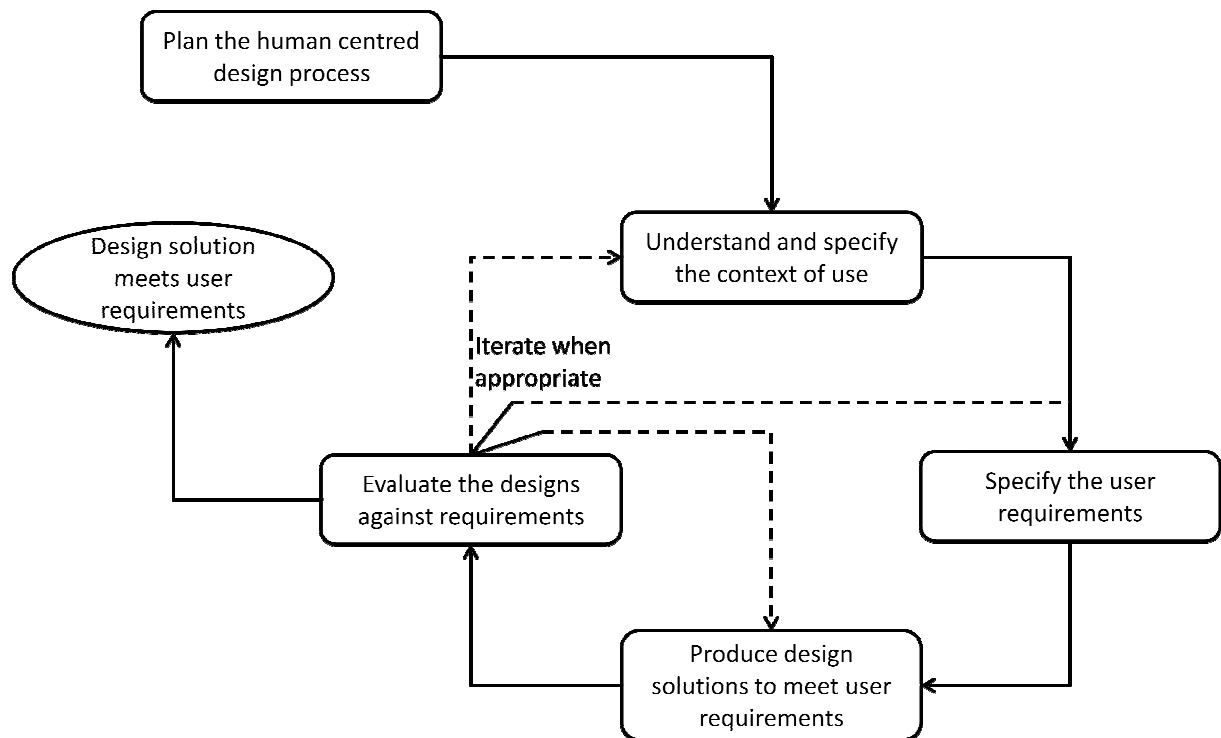 Plan the human centred
design process
Understand and specify
the context of use
Design solution
meets user
requirements
Iterate when
appropriate
Evaluate the designs
against requirements
Specify the user
requirements
Produce design
solutions to meet user
requirements